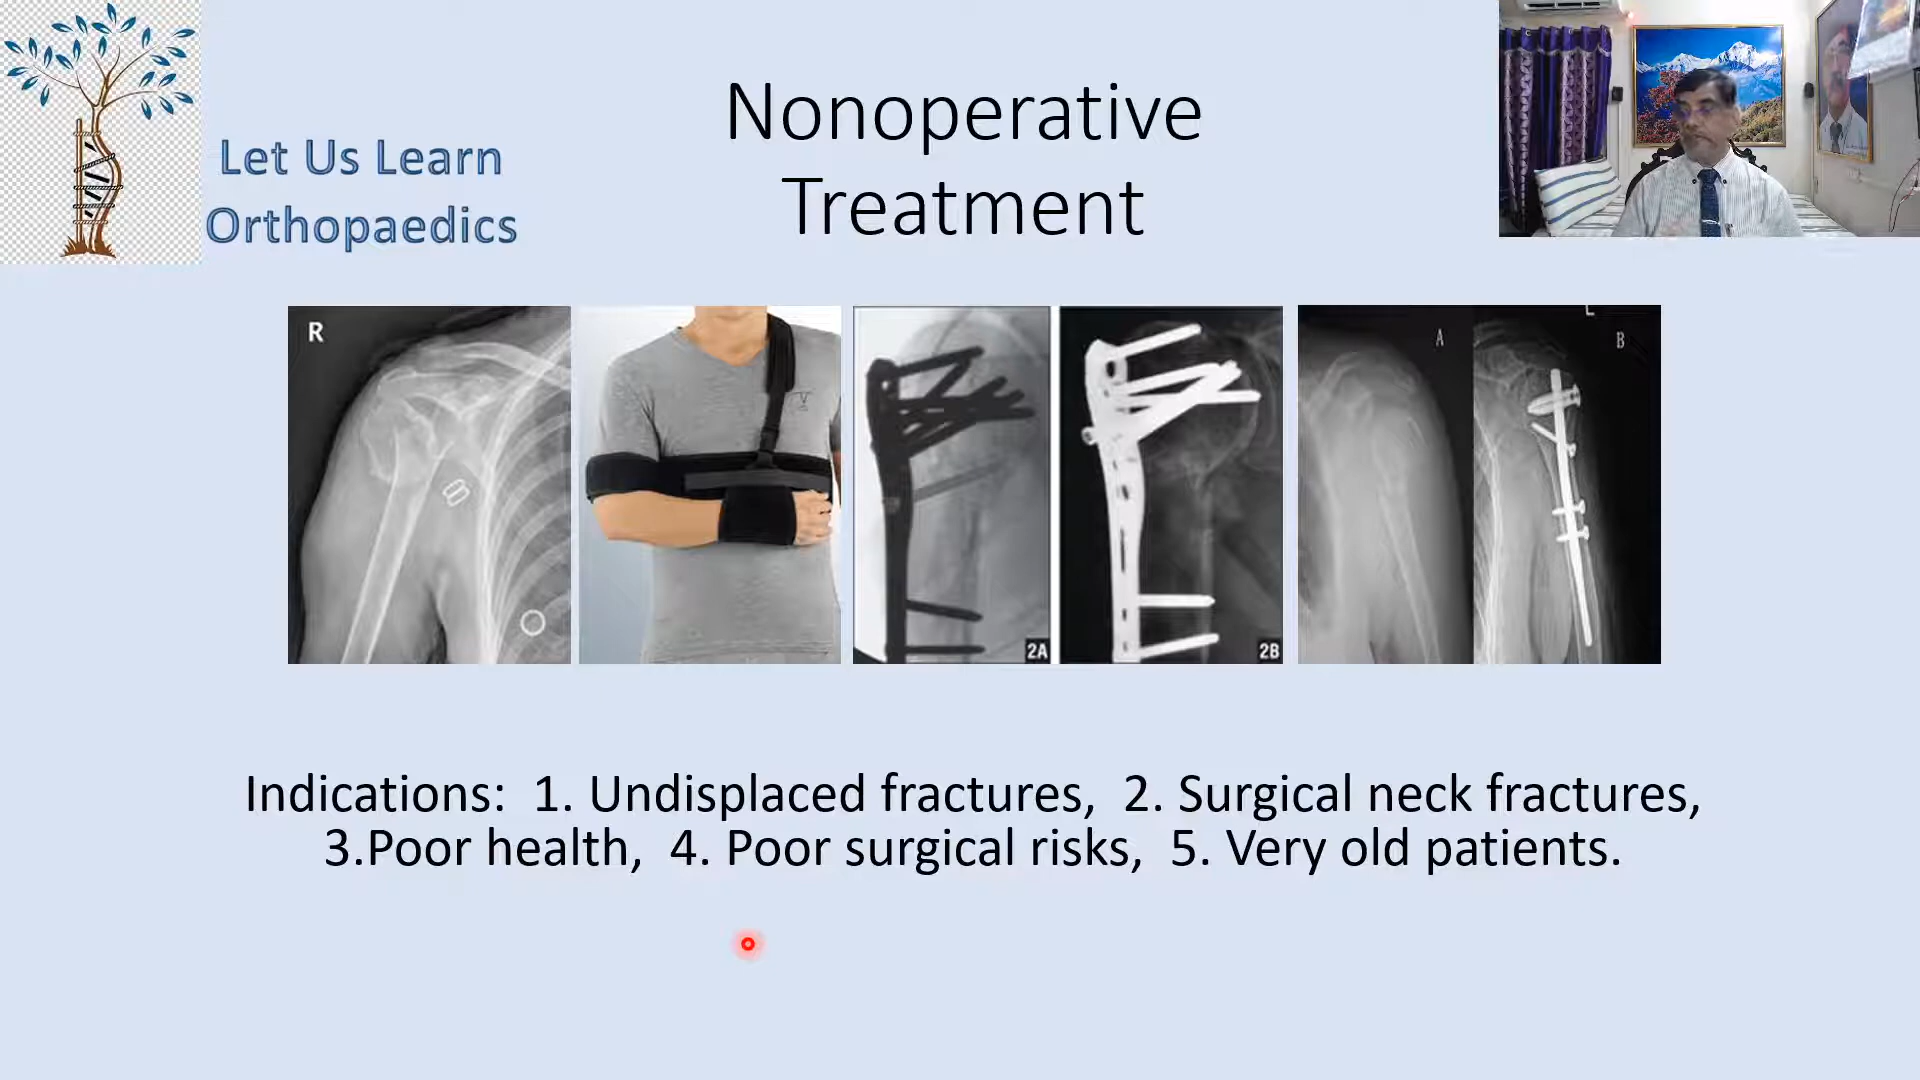 Let Us Learn
Orthopaedics
Nonoperative
Treatment
R
2A
2B
A
L
B
Indications:  1. Undisplaced fractures,  2. Surgical neck fractures,
3.Poor health,  4. Poor surgical risks,  5. Very old patients.